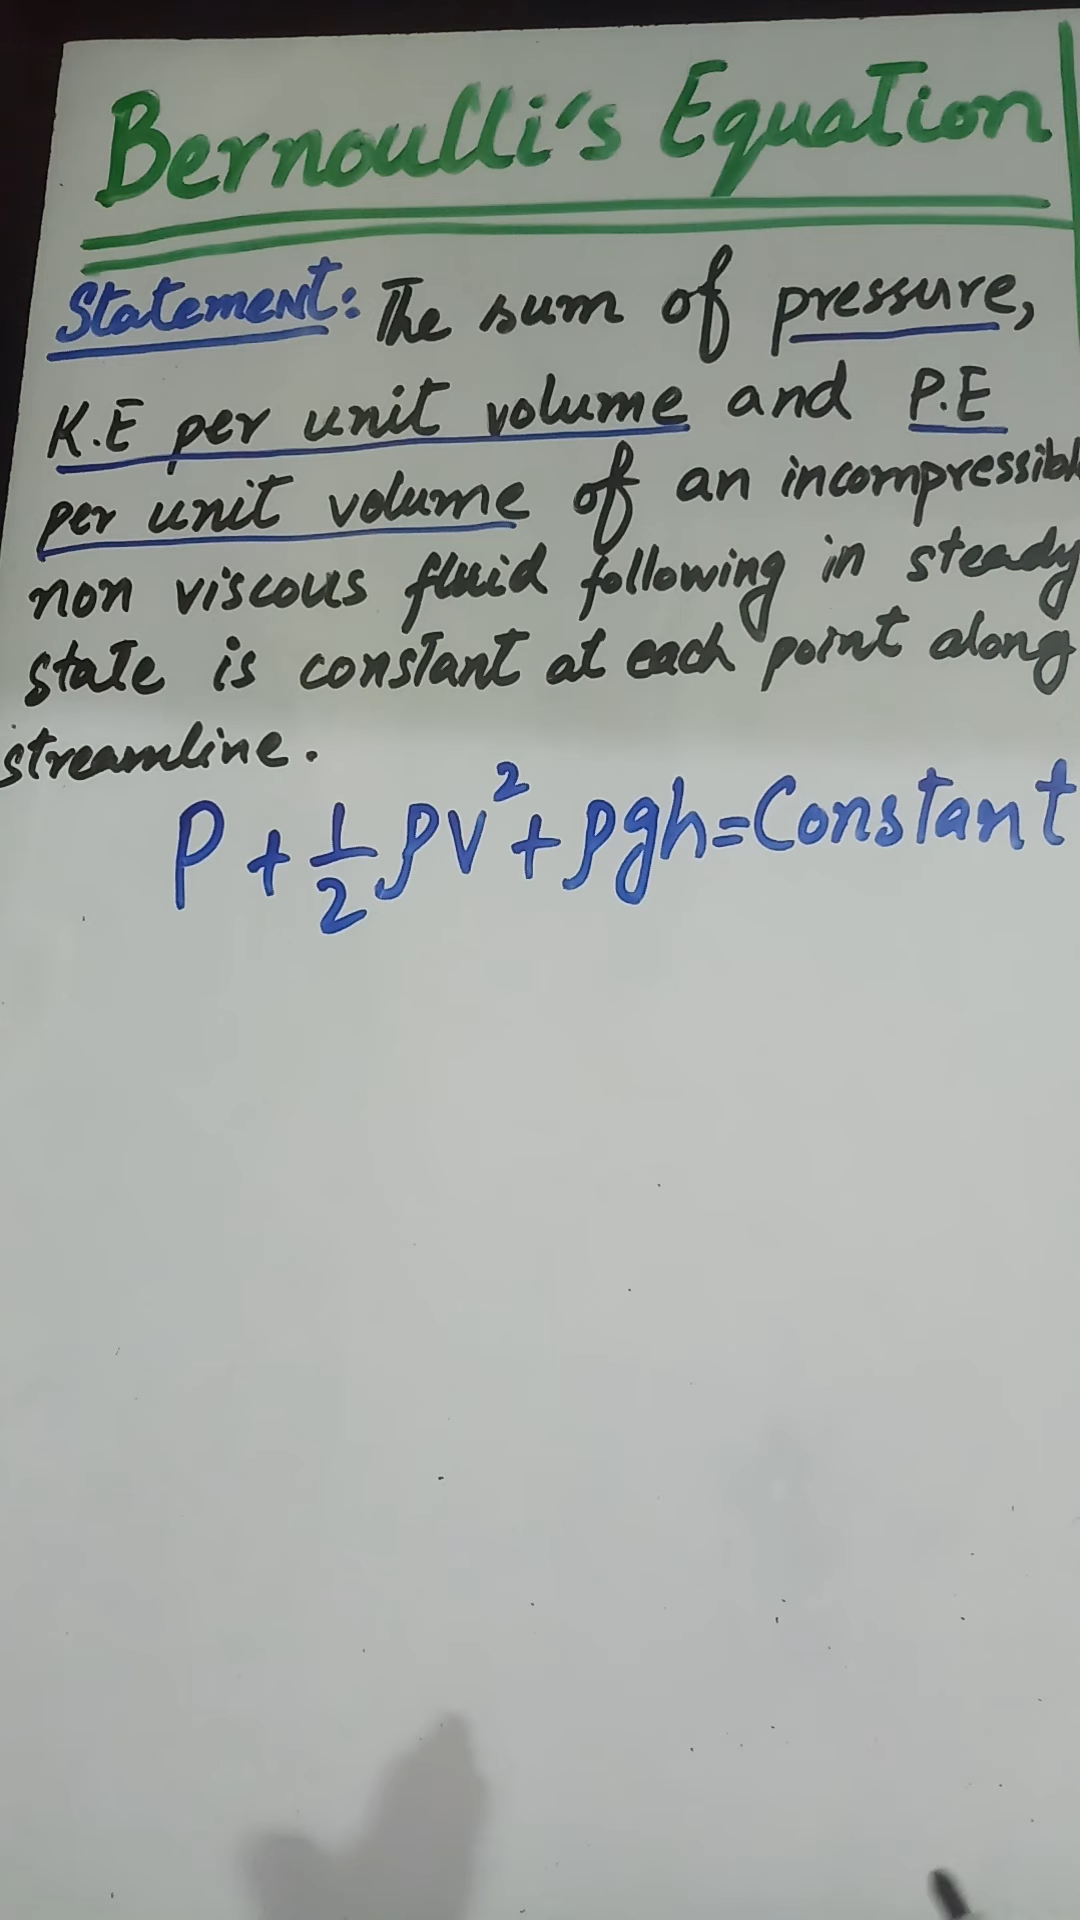 Bernoulli's Equation
Statement: The sum of pressure,
K.E per unit volume and P.E
per unit volume of an incompressibl
non viscous fluid following in steady
state is constant at each point along
streamline.
P + 1/2 ρv² + ρgh = Constant